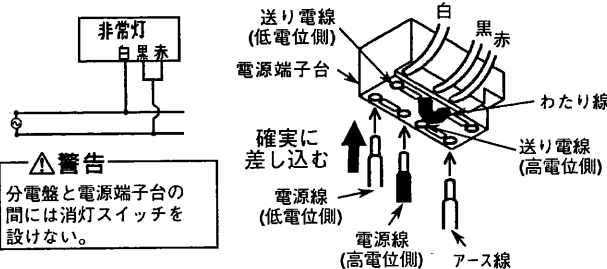 非常灯
白 黒 赤
⚠警告
分電盤と電源端子台の
間には消灯スイッチを
設けない。
送り電線
(低電位側)
電源端子台
白
黒
赤
わたり線
送り電線
(高電位側)
確実に
差し込む
電源線
(低電位側)
電源線
(高電位側)
アース線